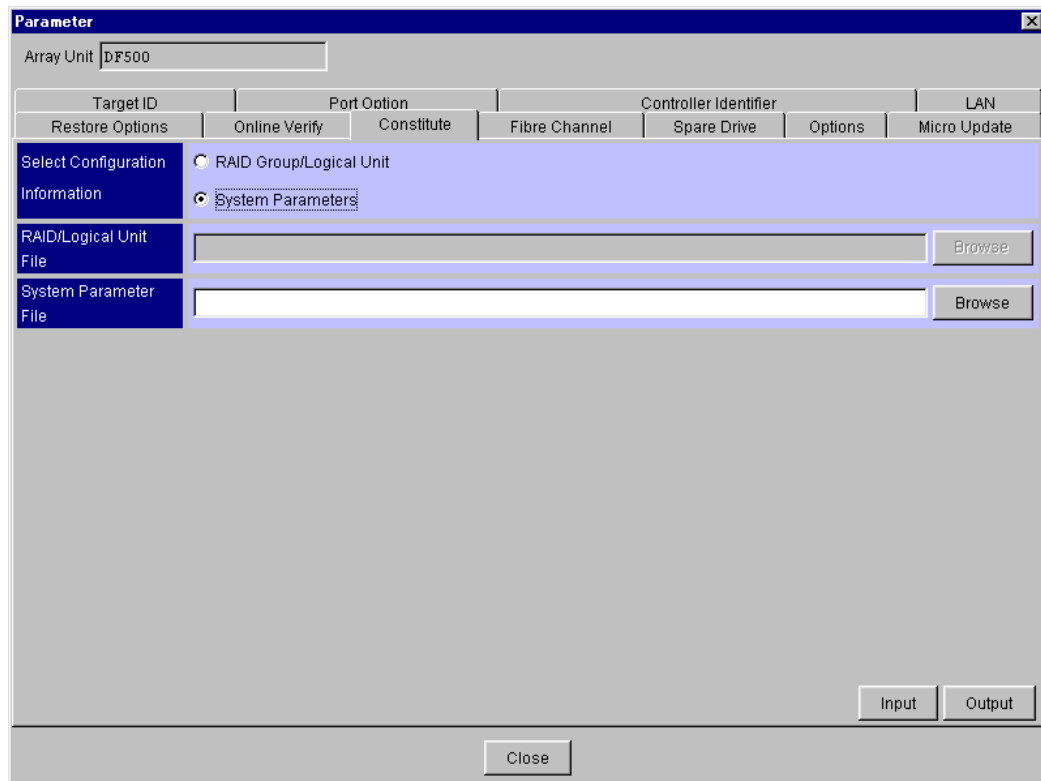 Parameter
Array Unit DF500
Target ID Port Option Controller Identifier LAN
Restore Options Online Verify Constitute Fibre Channel Spare Drive Options Micro Update
Select Configuration
Information
RAID Group/Logical Unit
System Parameters
RAID/Logical Unit
File
Browse
System Parameter
File
Browse
Input Output
Close